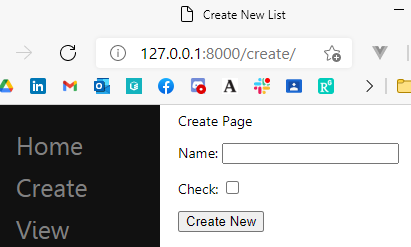 Create New List
127.0.0.1:8000/create/
Home
Create
View
Create Page
Name:
Check:
Create New